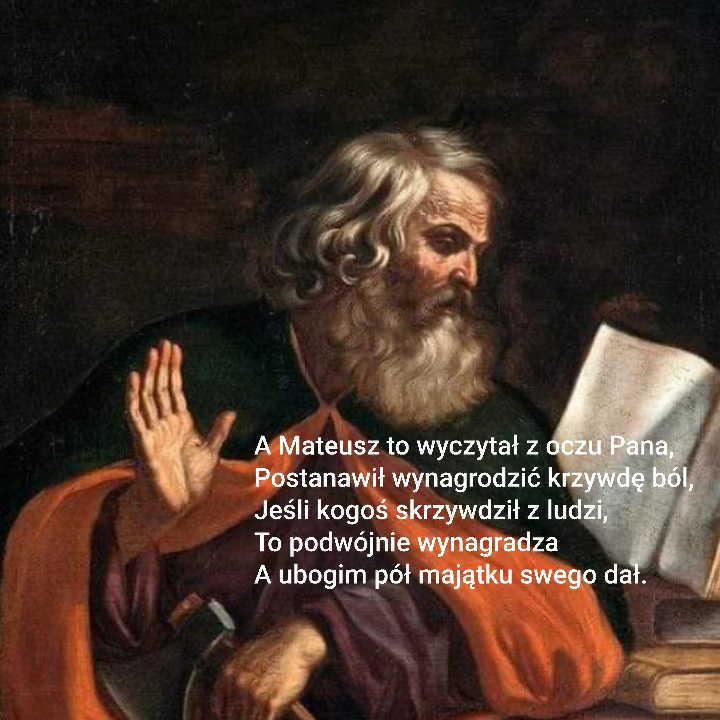 A Mateusz to wyczytał z oczu Pana,
Postanawił wynagrodzić krzywdę ból,
Jeśli kogoś skrzywdził z ludzi,
To podwójnie wynagradza
A ubogim pół majątku swego dał.